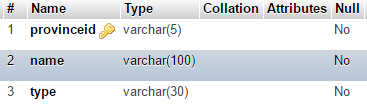 # Name Type Collation Attributes Null
1 provinceid varchar(5) No
2 name varchar(100) No
3 type varchar(30) No